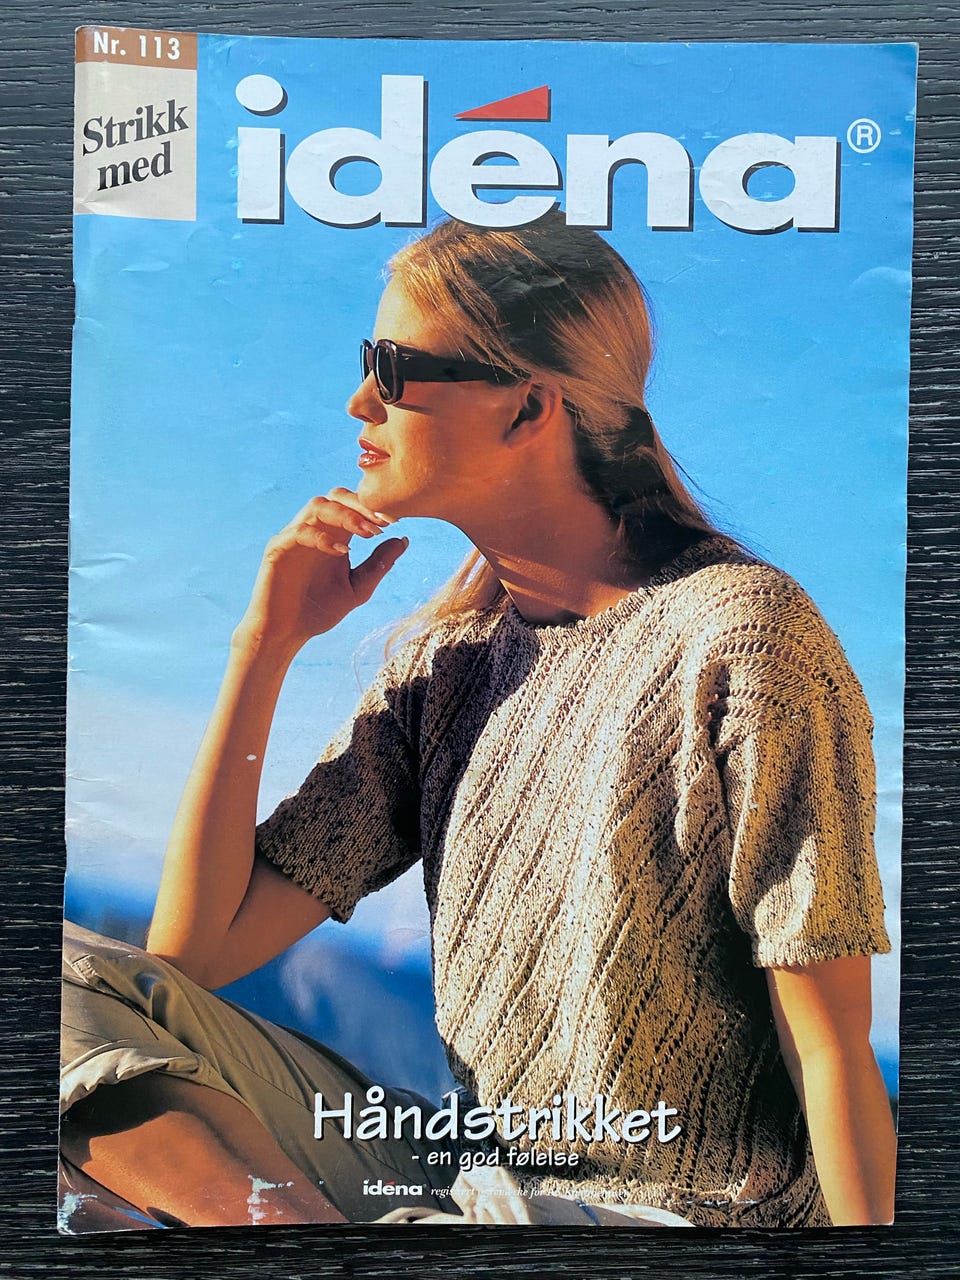 Nr. 113
Strikk
med
idéna®
Håndstrikket
- en god følelse
idéna